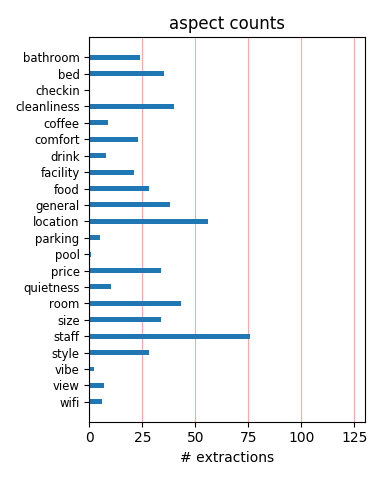 aspect counts
bathroom
bed
checkin
cleanliness
coffee
comfort
drink
facility
food
general
location
parking
pool
price
quietness
room
size
staff
style
vibe
view
wifi
0 25 50 75 100 125
# extractions